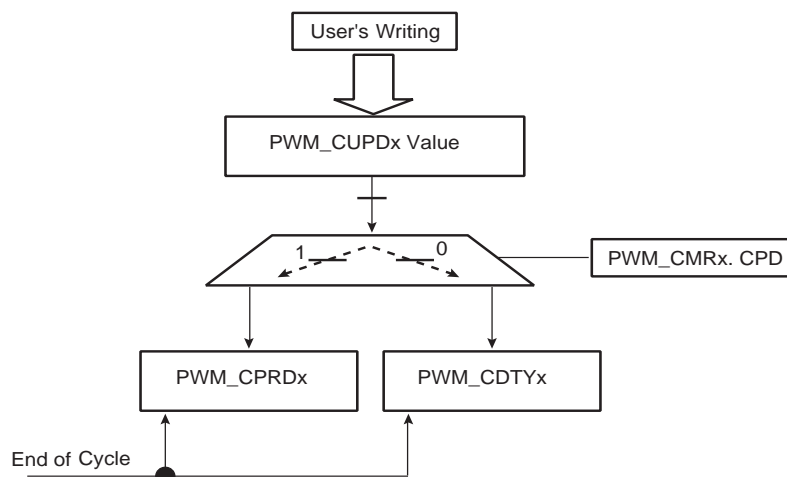 User's Writing
PWM_CUPDx Value
1
0
PWM_CMRx. CPD
PWM_CPRDx
PWM_CDTYx
End of Cycle